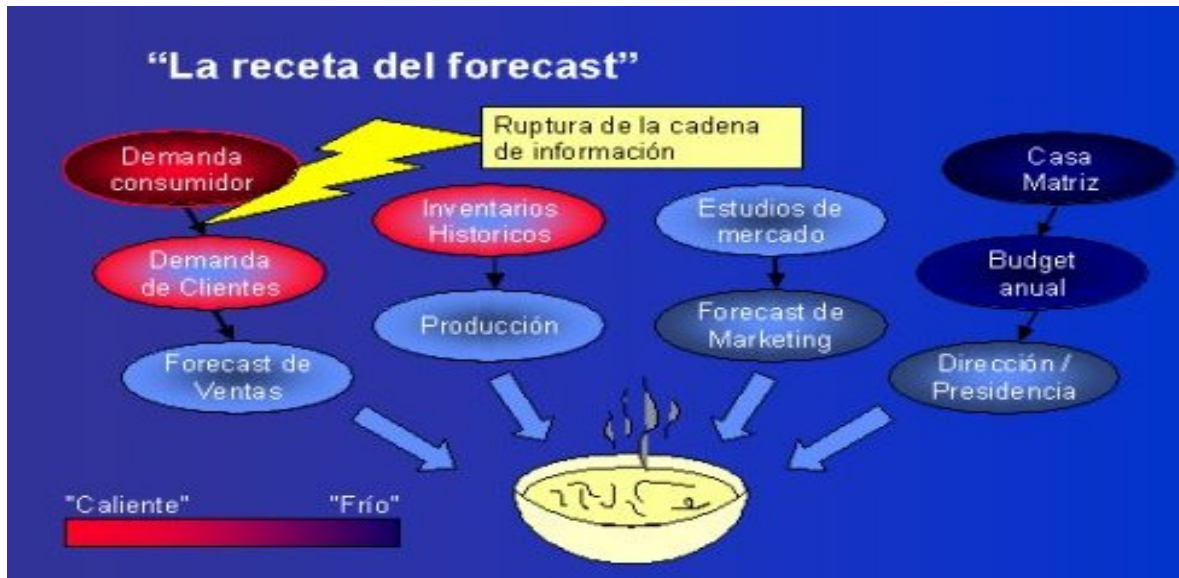 “La receta del forecast”
Ruptura de la cadena
de información
Demanda
consumidor
Casa
Matriz
Inventarios
Historicos
Estudios de
mercado
Demanda
de Clientes
Budget
anual
Producción
Forecast de
Marketing
Forecast de
Ventas
Dirección /
Presidencia
"Caliente"
"Frío"